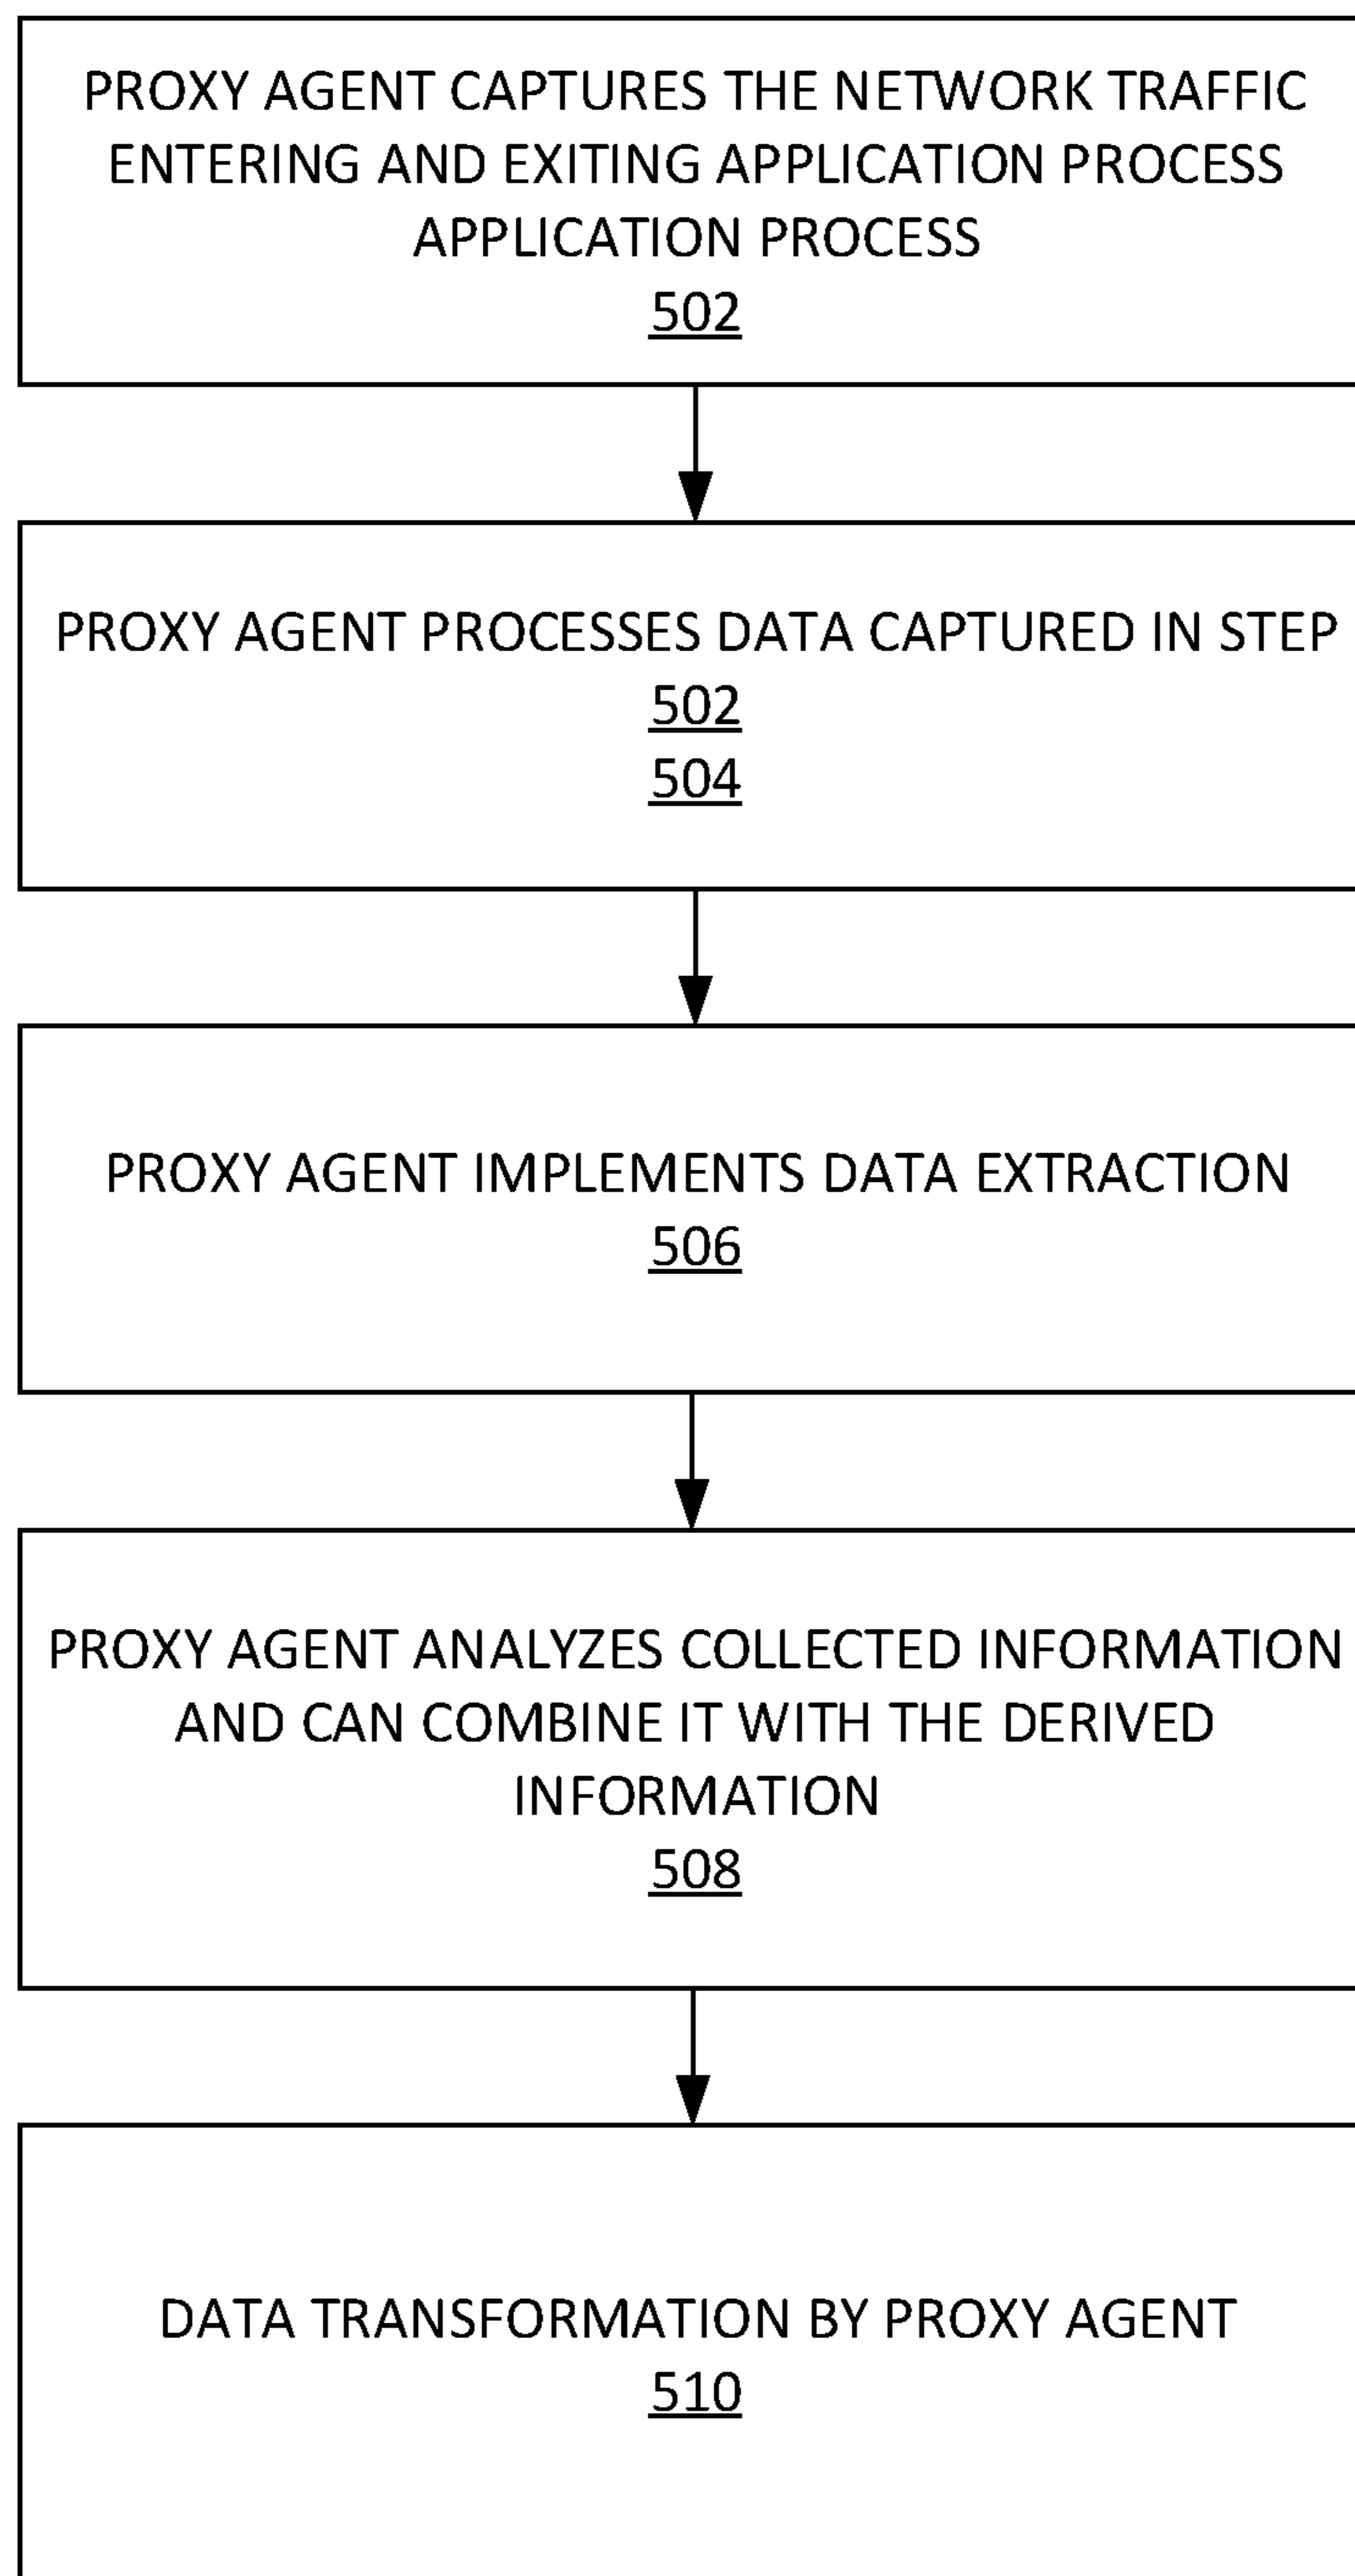 PROXY AGENT CAPTURES THE NETWORK TRAFFIC
ENTERING AND EXITING APPLICATION PROCESS
APPLICATION PROCESS
502
PROXY AGENT PROCESSES DATA CAPTURED IN STEP
502
504
PROXY AGENT IMPLEMENTS DATA EXTRACTION
506
PROXY AGENT ANALYZES COLLECTED INFORMATION
AND CAN COMBINE IT WITH THE DERIVED
INFORMATION
508
DATA TRANSFORMATION BY PROXY AGENT
510